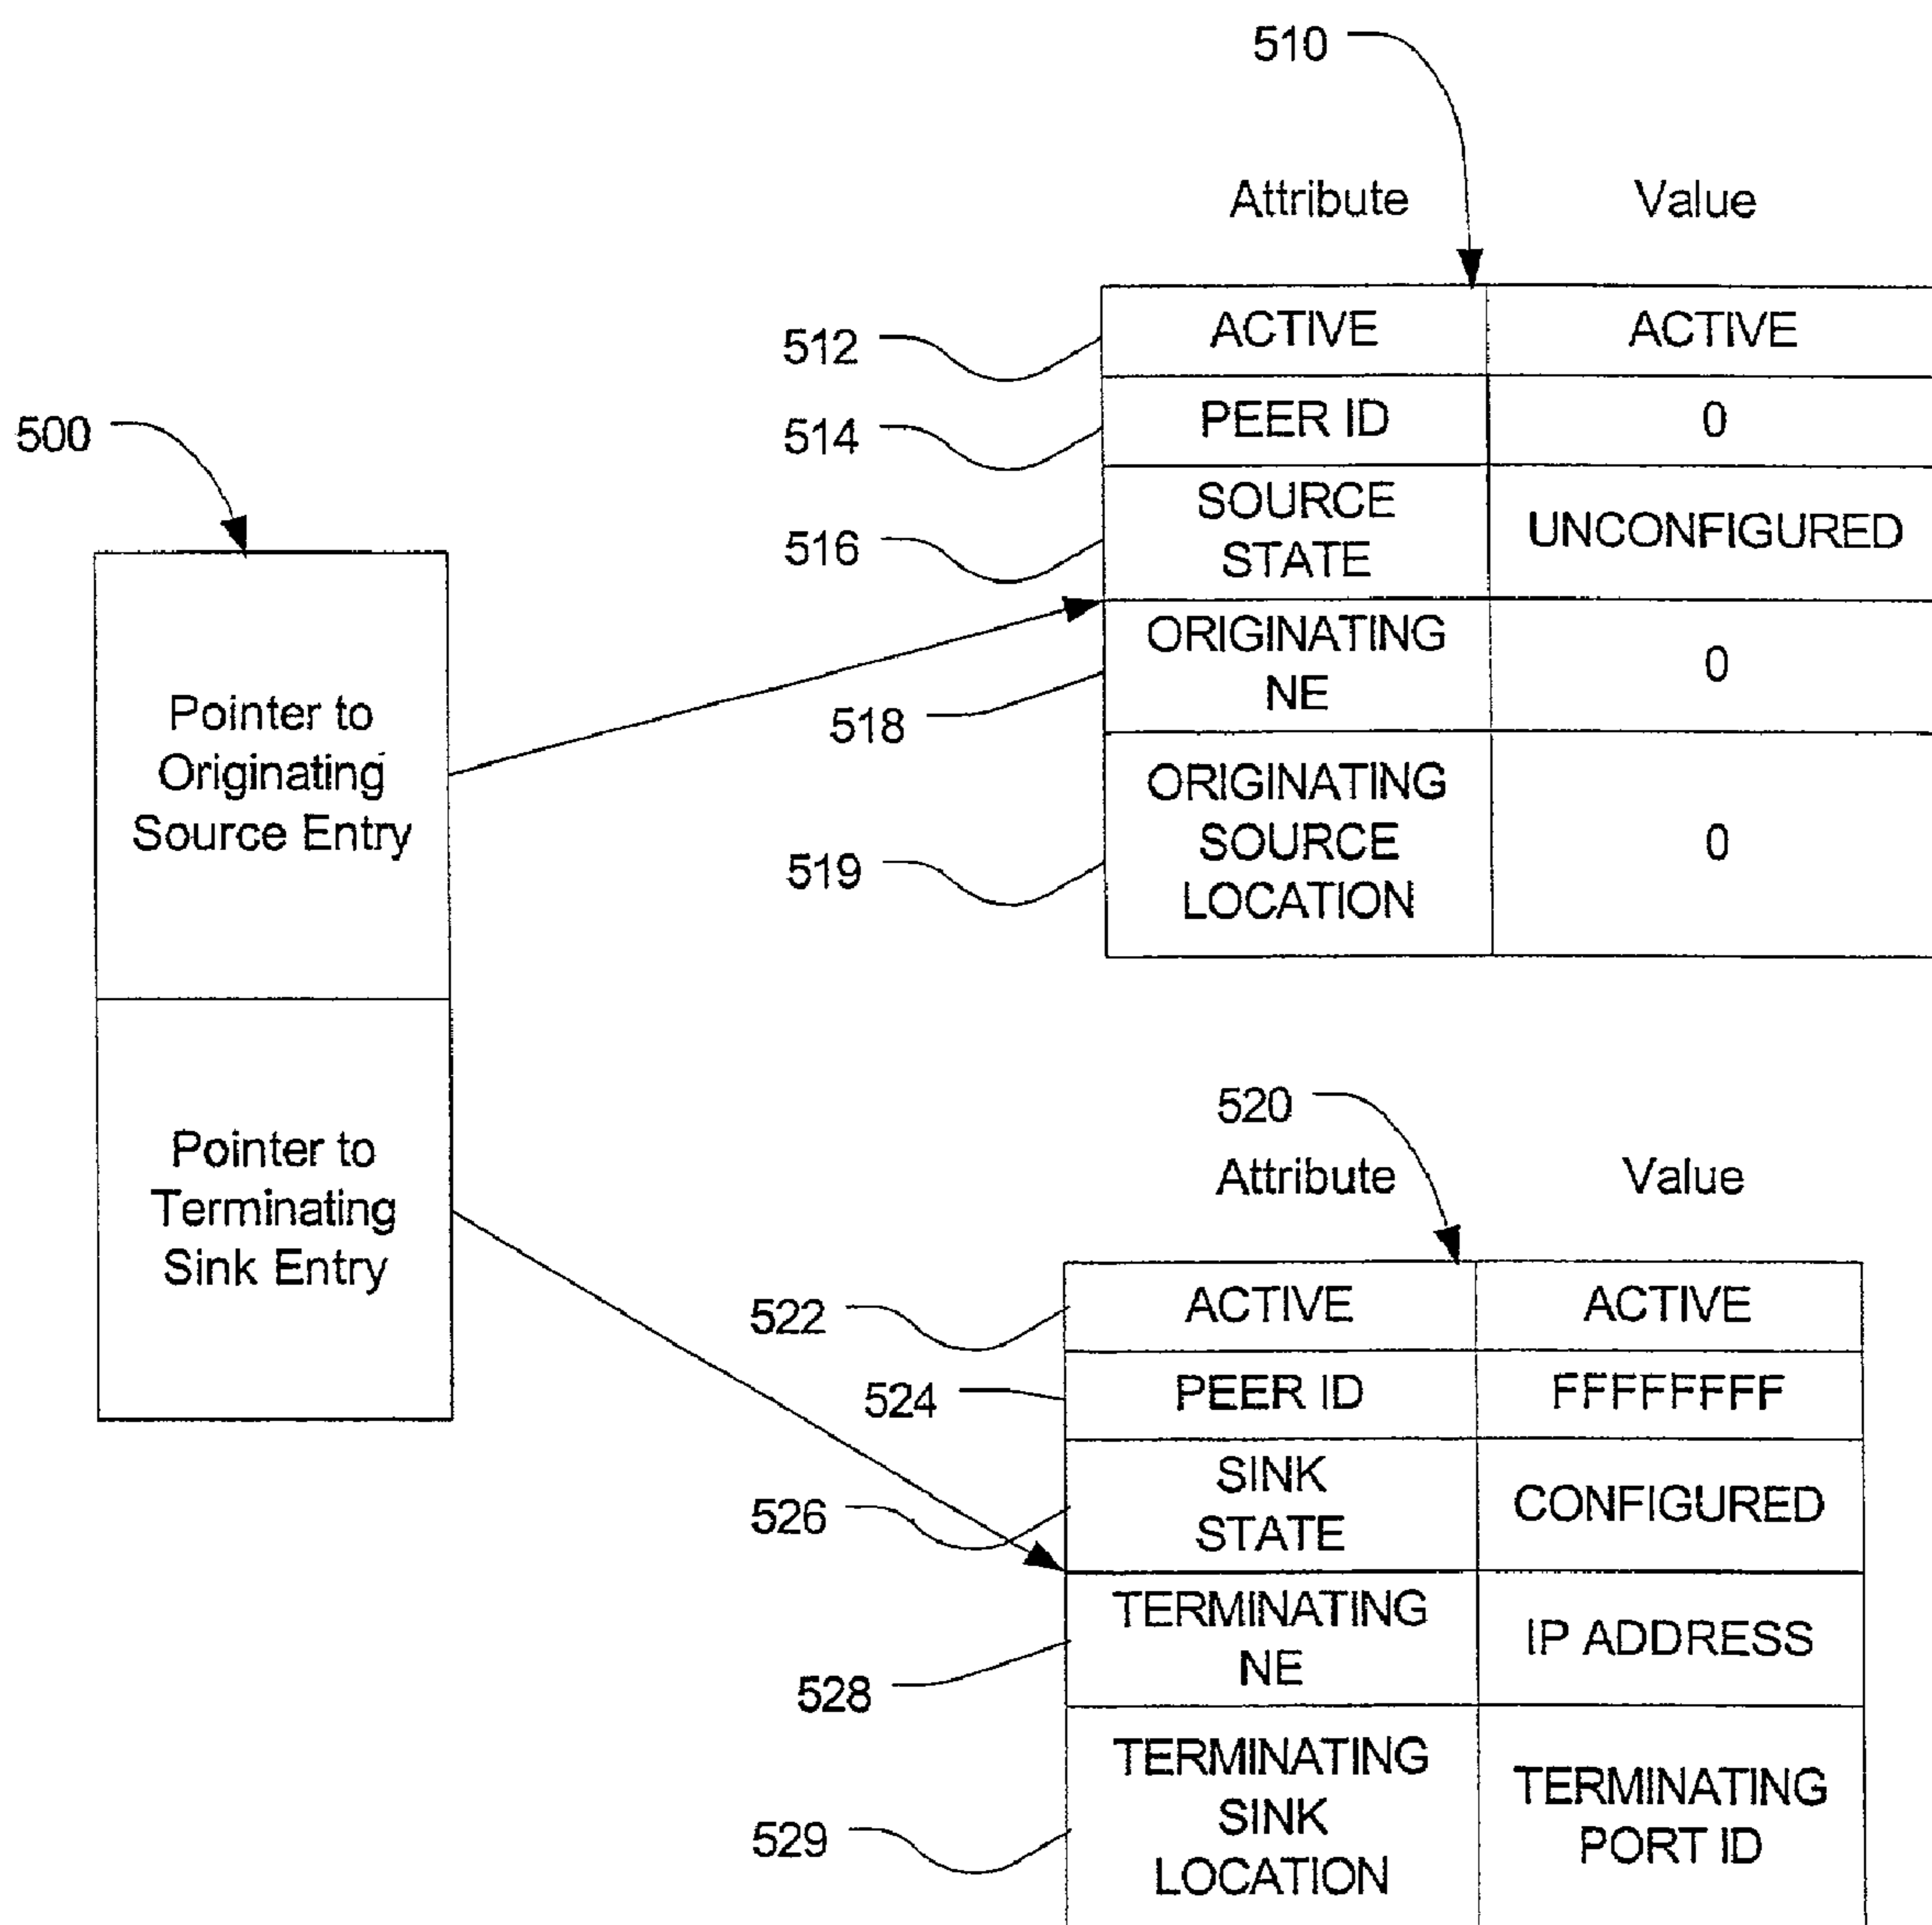 510
Attribute Value
512 ACTIVE ACTIVE
514 PEER ID 0
516 SOURCE
STATE UNCONFIGURED
518 ORIGINATING
NE 0
519 ORIGINATING
SOURCE
LOCATION 0
500
Pointer to
Originating
Source Entry
Pointer to
Terminating
Sink Entry
520
Attribute Value
522 ACTIVE ACTIVE
524 PEER ID FFFFFFFF
526 SINK
STATE CONFIGURED
528 TERMINATING
NE IP ADDRESS
529 TERMINATING
SINK
LOCATION
TERMINATING
PORT ID